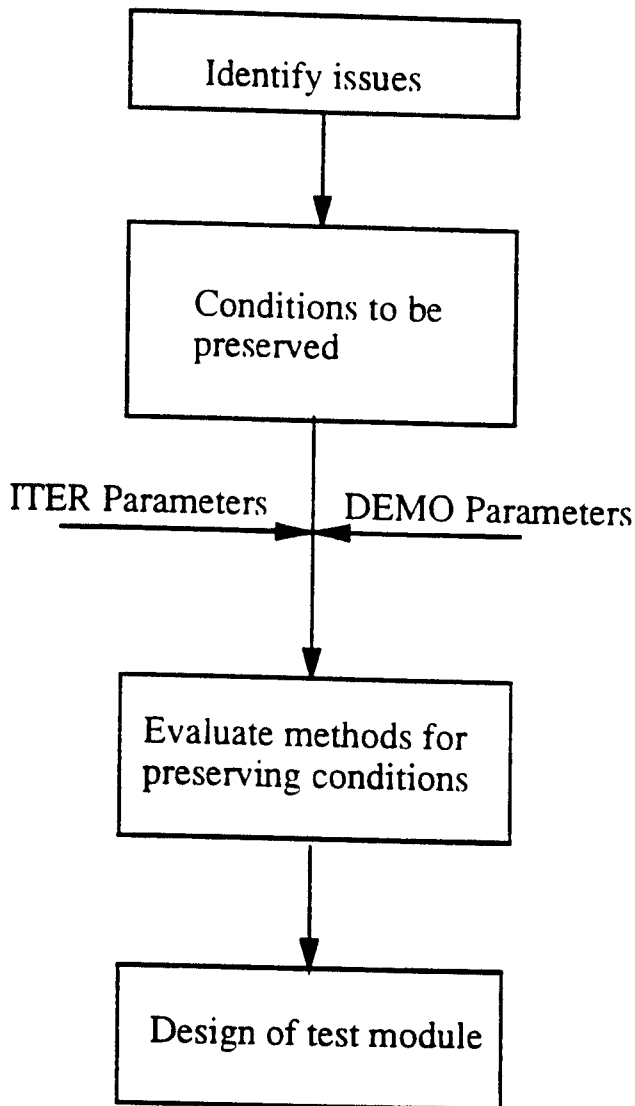 Identify issues
Conditions to be
preserved
ITER Parameters
DEMO Parameters
Evaluate methods for
preserving conditions
Design of test module